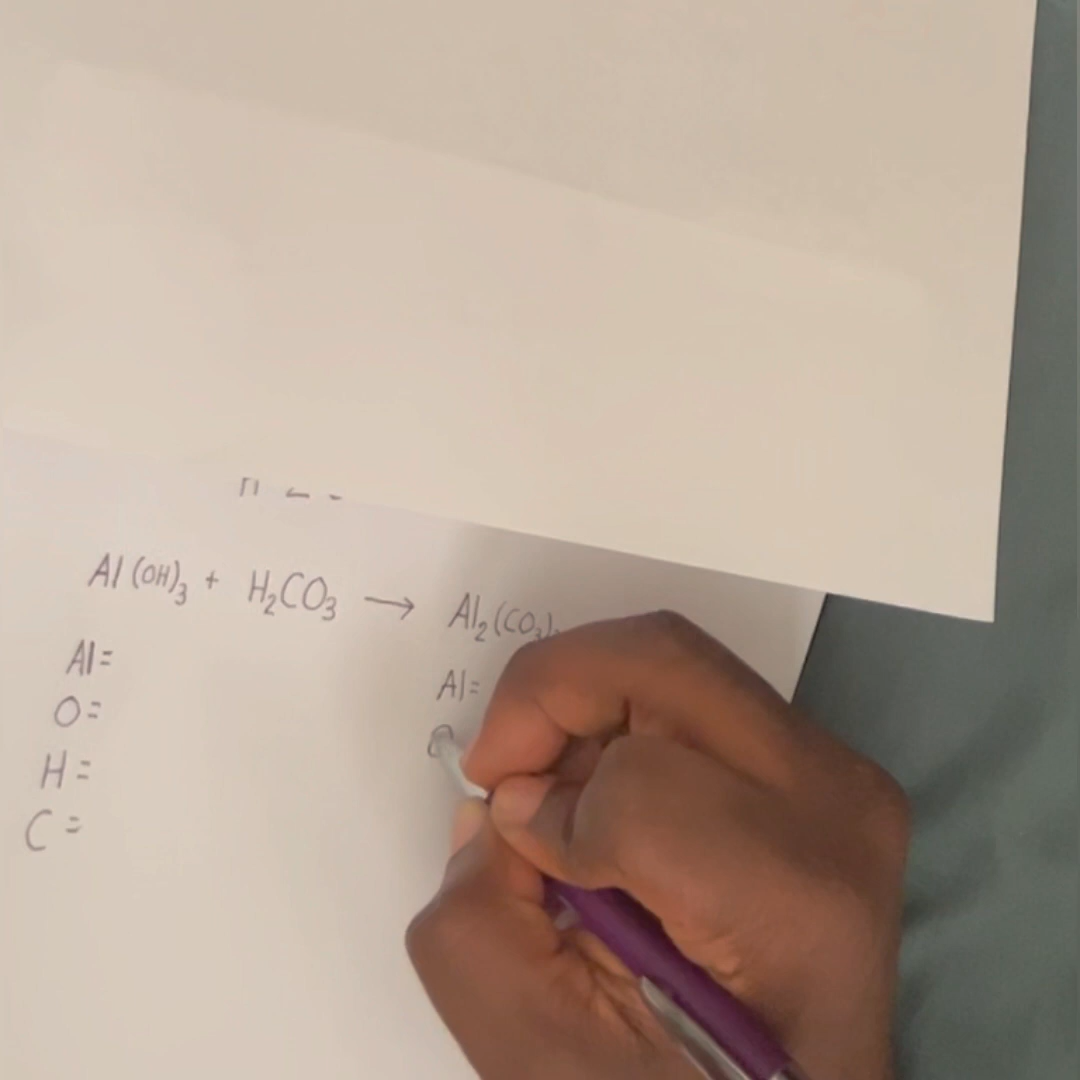 Al(OH)₃ + H₂CO₃ → Al₂(CO₃)
Al= Al=
O= O
H=
C=